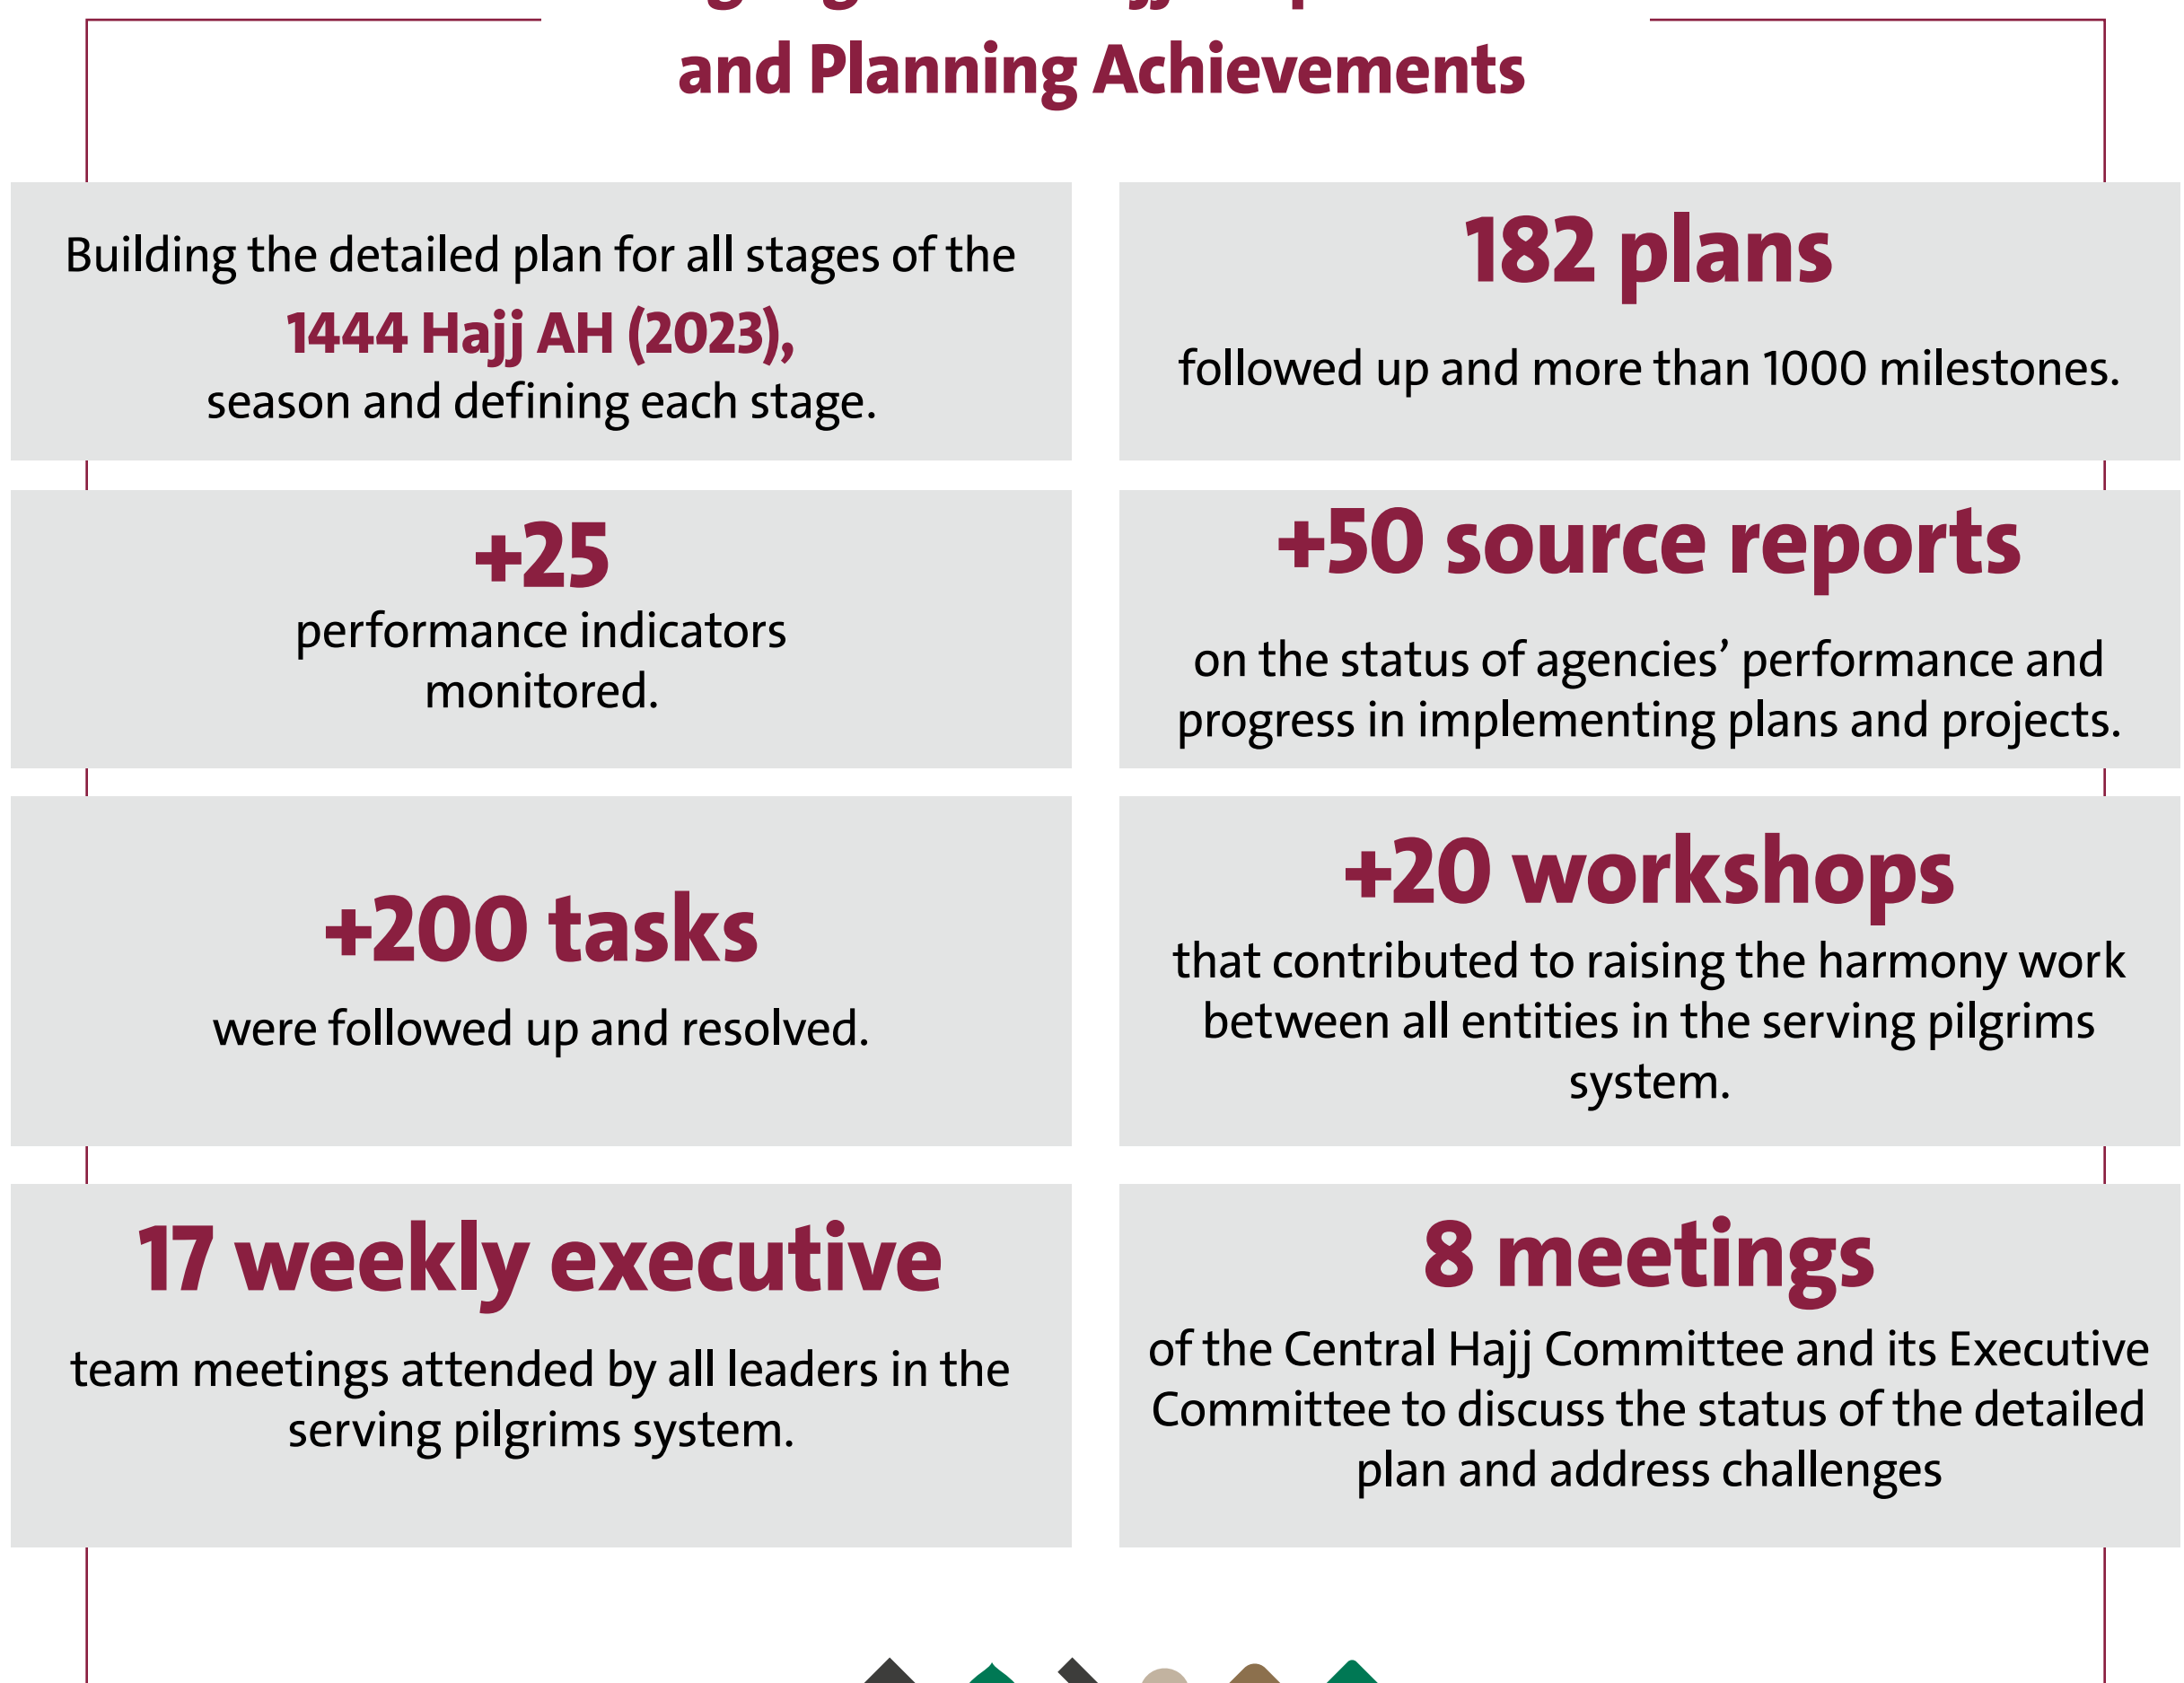 and Planning Achievements
Building the detailed plan for all stages of the
1444 Hajj AH (2023),
season and defining each stage.
182 plans
followed up and more than 1000 milestones.
+25
performance indicators
monitored.
+50 source reports
on the status of agencies’ performance and
progress in implementing plans and projects.
+200 tasks
were followed up and resolved.
+20 workshops
that contributed to raising the harmony work
between all entities in the serving pilgrims
system.
17 weekly executive
team meetings attended by all leaders in the
serving pilgrims system.
8 meetings
of the Central Hajj Committee and its Executive
Committee to discuss the status of the detailed
plan and address challenges